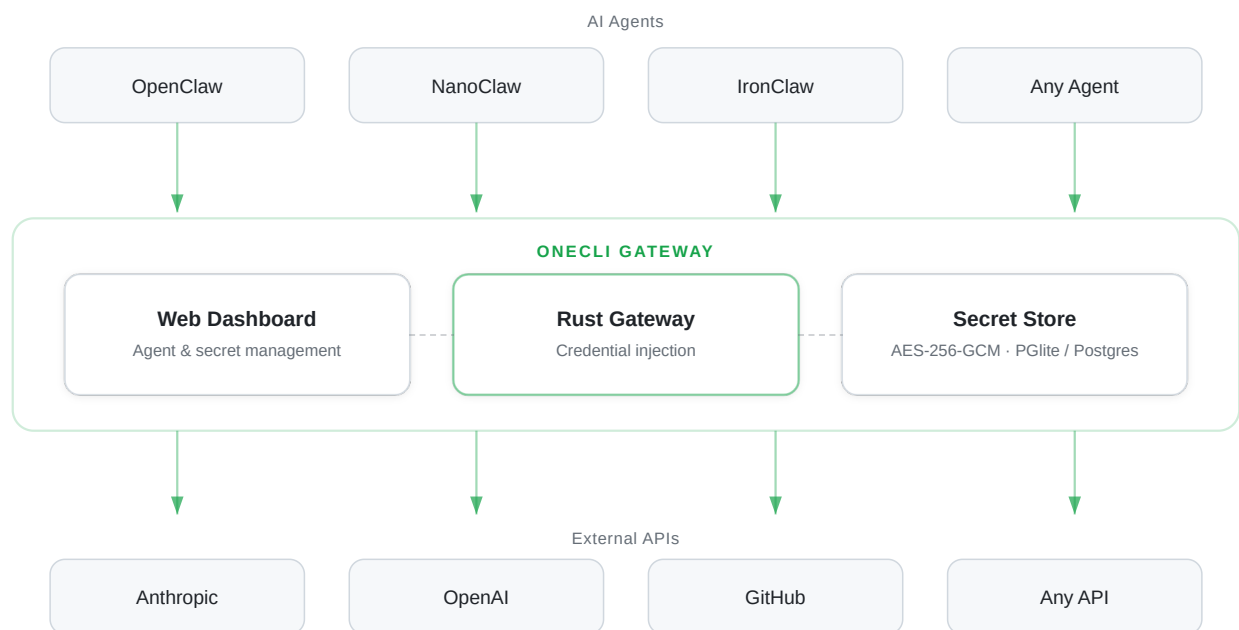 AI Agents
OpenClaw
NanoClaw
IronClaw
Any Agent
ONECLI GATEWAY
Web Dashboard
Agent & secret management
Rust Gateway
Credential injection
Secret Store
AES-256-GCM · PGlite / Postgres
External APIs
Anthropic
OpenAI
GitHub
Any API